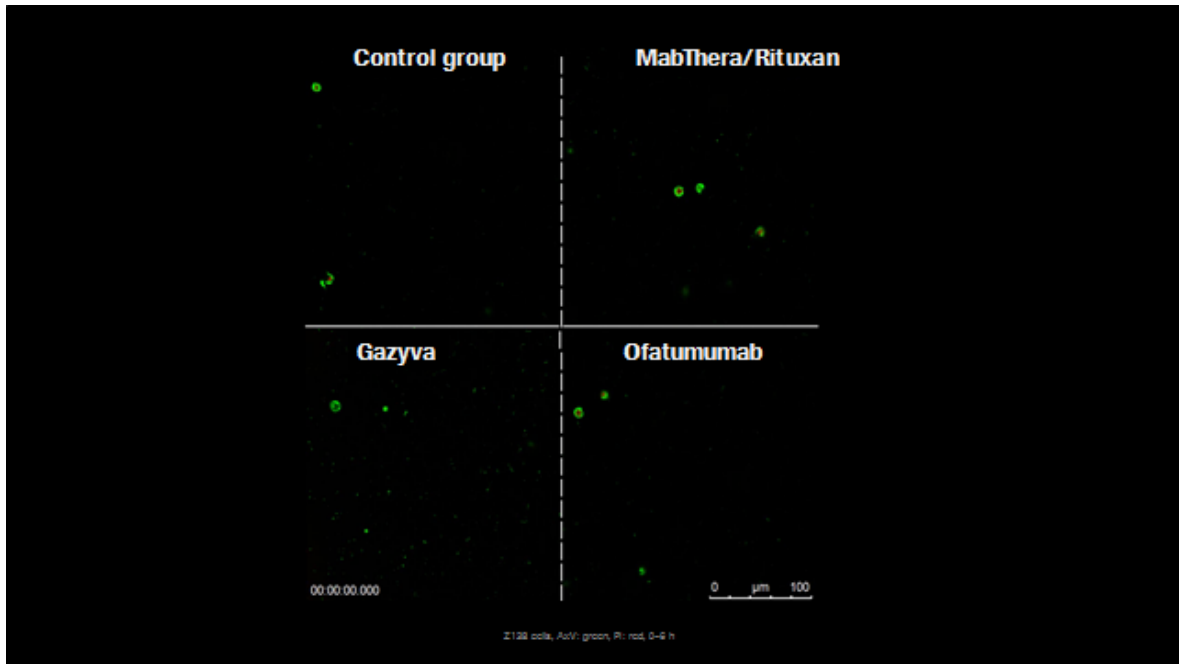 Control group
MabThera/Rituxan
Gazyva
Ofatumumab
00:00:00.000
0 µm 100
Z138 cells, AxV: green, PI: red, 0–6 h